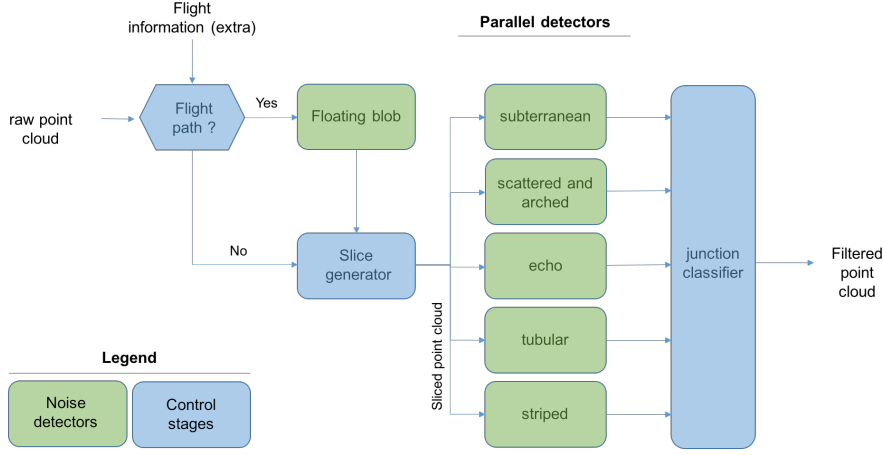 Flight
information (extra)
Parallel detectors
raw point
cloud
Flight
path ?
Yes
Floating blob
No
Slice
generator
Sliced point cloud
subterranean
scattered and
arched
echo
tubular
striped
junction
classifier
Filtered
point
cloud
Legend
Noise
detectors
Control
stages